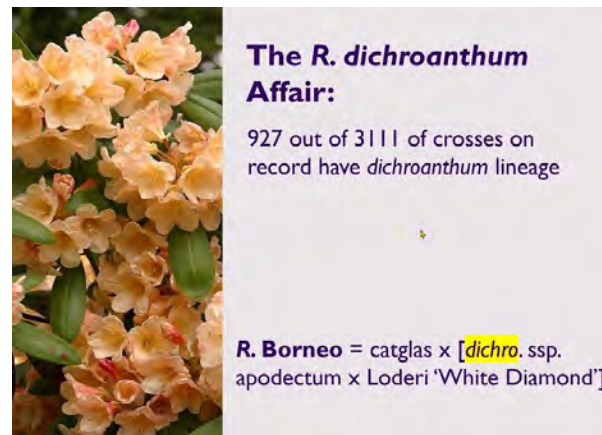 The R. dichroanthum
Affair:
927 out of 3111 of crosses on
record have dichroanthum lineage
R. Borneo = catglas x [dichro. ssp.
apodectum x Loderi ‘White Diamond’]